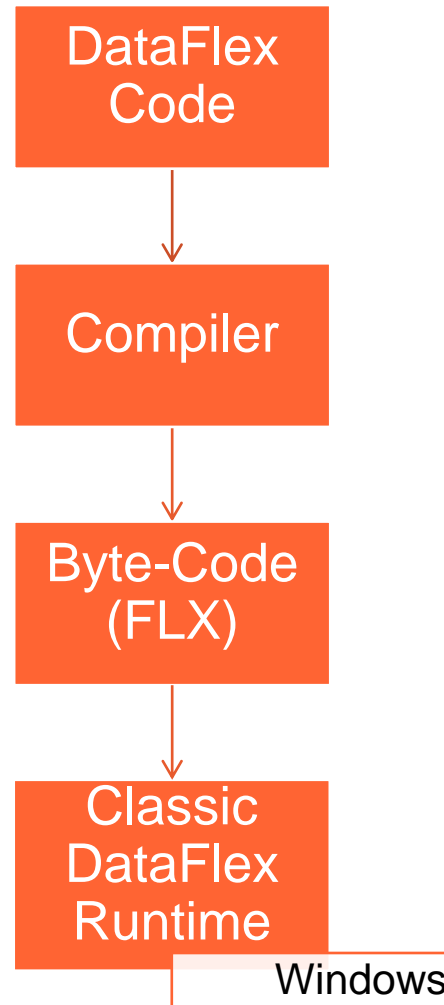 DataFlex
Code
Compiler
Byte-Code
(FLX)
Classic
DataFlex
Runtime
Windows